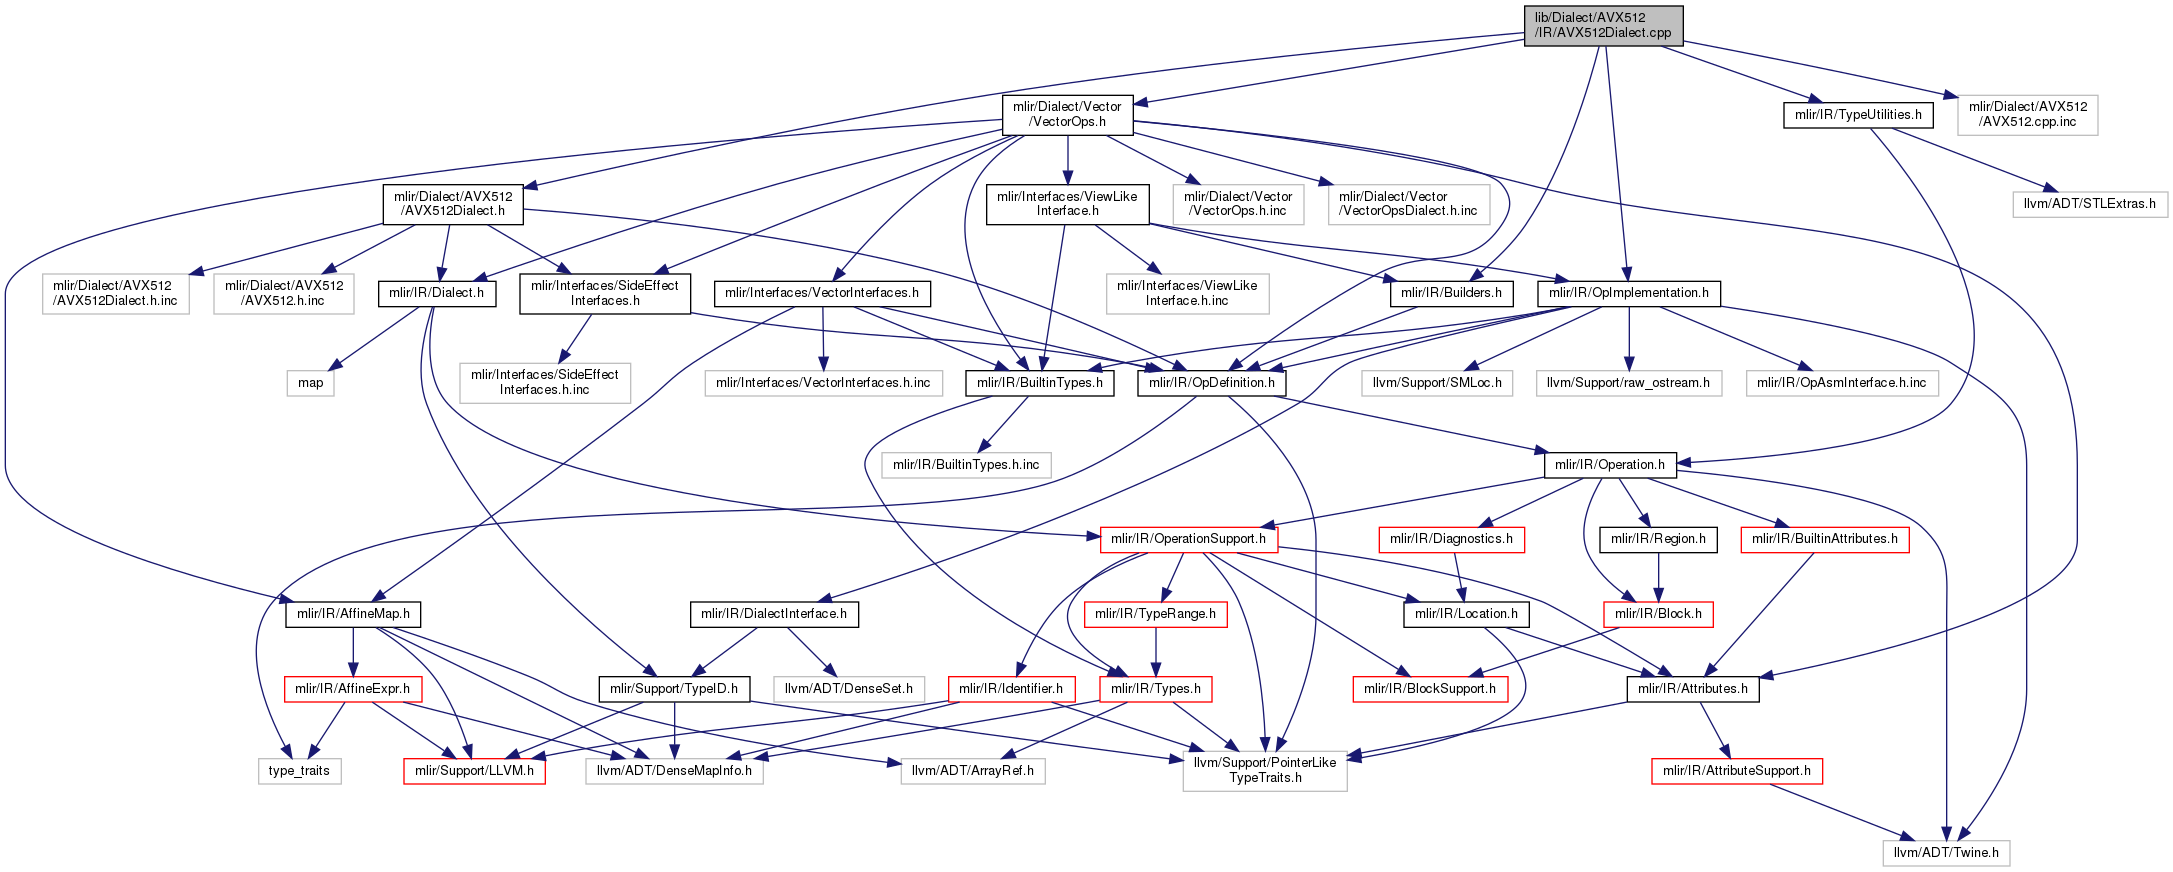 lib/Dialect/AVX512
/IR/AVX512Dialect.cpp
mlir/Dialect/Vector
/VectorOps.h
mlir/IR/TypeUtilities.h
mlir/Dialect/AVX512
/AVX512.cpp.inc
mlir/Dialect/AVX512
/AVX512Dialect.h
mlir/Interfaces/ViewLike
Interface.h
mlir/Dialect/Vector
/VectorOps.h.inc
mlir/Dialect/Vector
/VectorOpsDialect.h.inc
llvm/ADT/STLExtras.h
mlir/Dialect/AVX512
/AVX512Dialect.h.inc
mlir/Dialect/AVX512
/AVX512.h.inc
mlir/IR/Dialect.h
mlir/Interfaces/SideEffect
Interfaces.h
mlir/Interfaces/VectorInterfaces.h
mlir/Interfaces/ViewLike
Interface.h.inc
mlir/IR/Builders.h
mlir/IR/OpImplementation.h
map
mlir/Interfaces/SideEffect
Interfaces.h.inc
mlir/Interfaces/VectorInterfaces.h.inc
mlir/IR/BuiltinTypes.h
mlir/IR/OpDefinition.h
llvm/Support/SMLoc.h
llvm/Support/raw_ostream.h
mlir/IR/OpAsmInterface.h.inc
mlir/IR/BuiltinTypes.h.inc
mlir/IR/Operation.h
mlir/IR/OperationSupport.h
mlir/IR/Diagnostics.h
mlir/IR/Region.h
mlir/IR/BuiltinAttributes.h
mlir/IR/AffineMap.h
mlir/IR/DialectInterface.h
mlir/IR/TypeRange.h
mlir/IR/Location.h
mlir/IR/Block.h
mlir/IR/AffineExpr.h
mlir/Support/TypeID.h
llvm/ADT/DenseSet.h
mlir/IR/Identifier.h
mlir/IR/Types.h
mlir/IR/BlockSupport.h
mlir/IR/Attributes.h
type_traits
mlir/Support/LLVM.h
llvm/ADT/DenseMapInfo.h
llvm/ADT/ArrayRef.h
llvm/Support/PointerLike
TypeTraits.h
mlir/IR/AttributeSupport.h
llvm/ADT/Twine.h